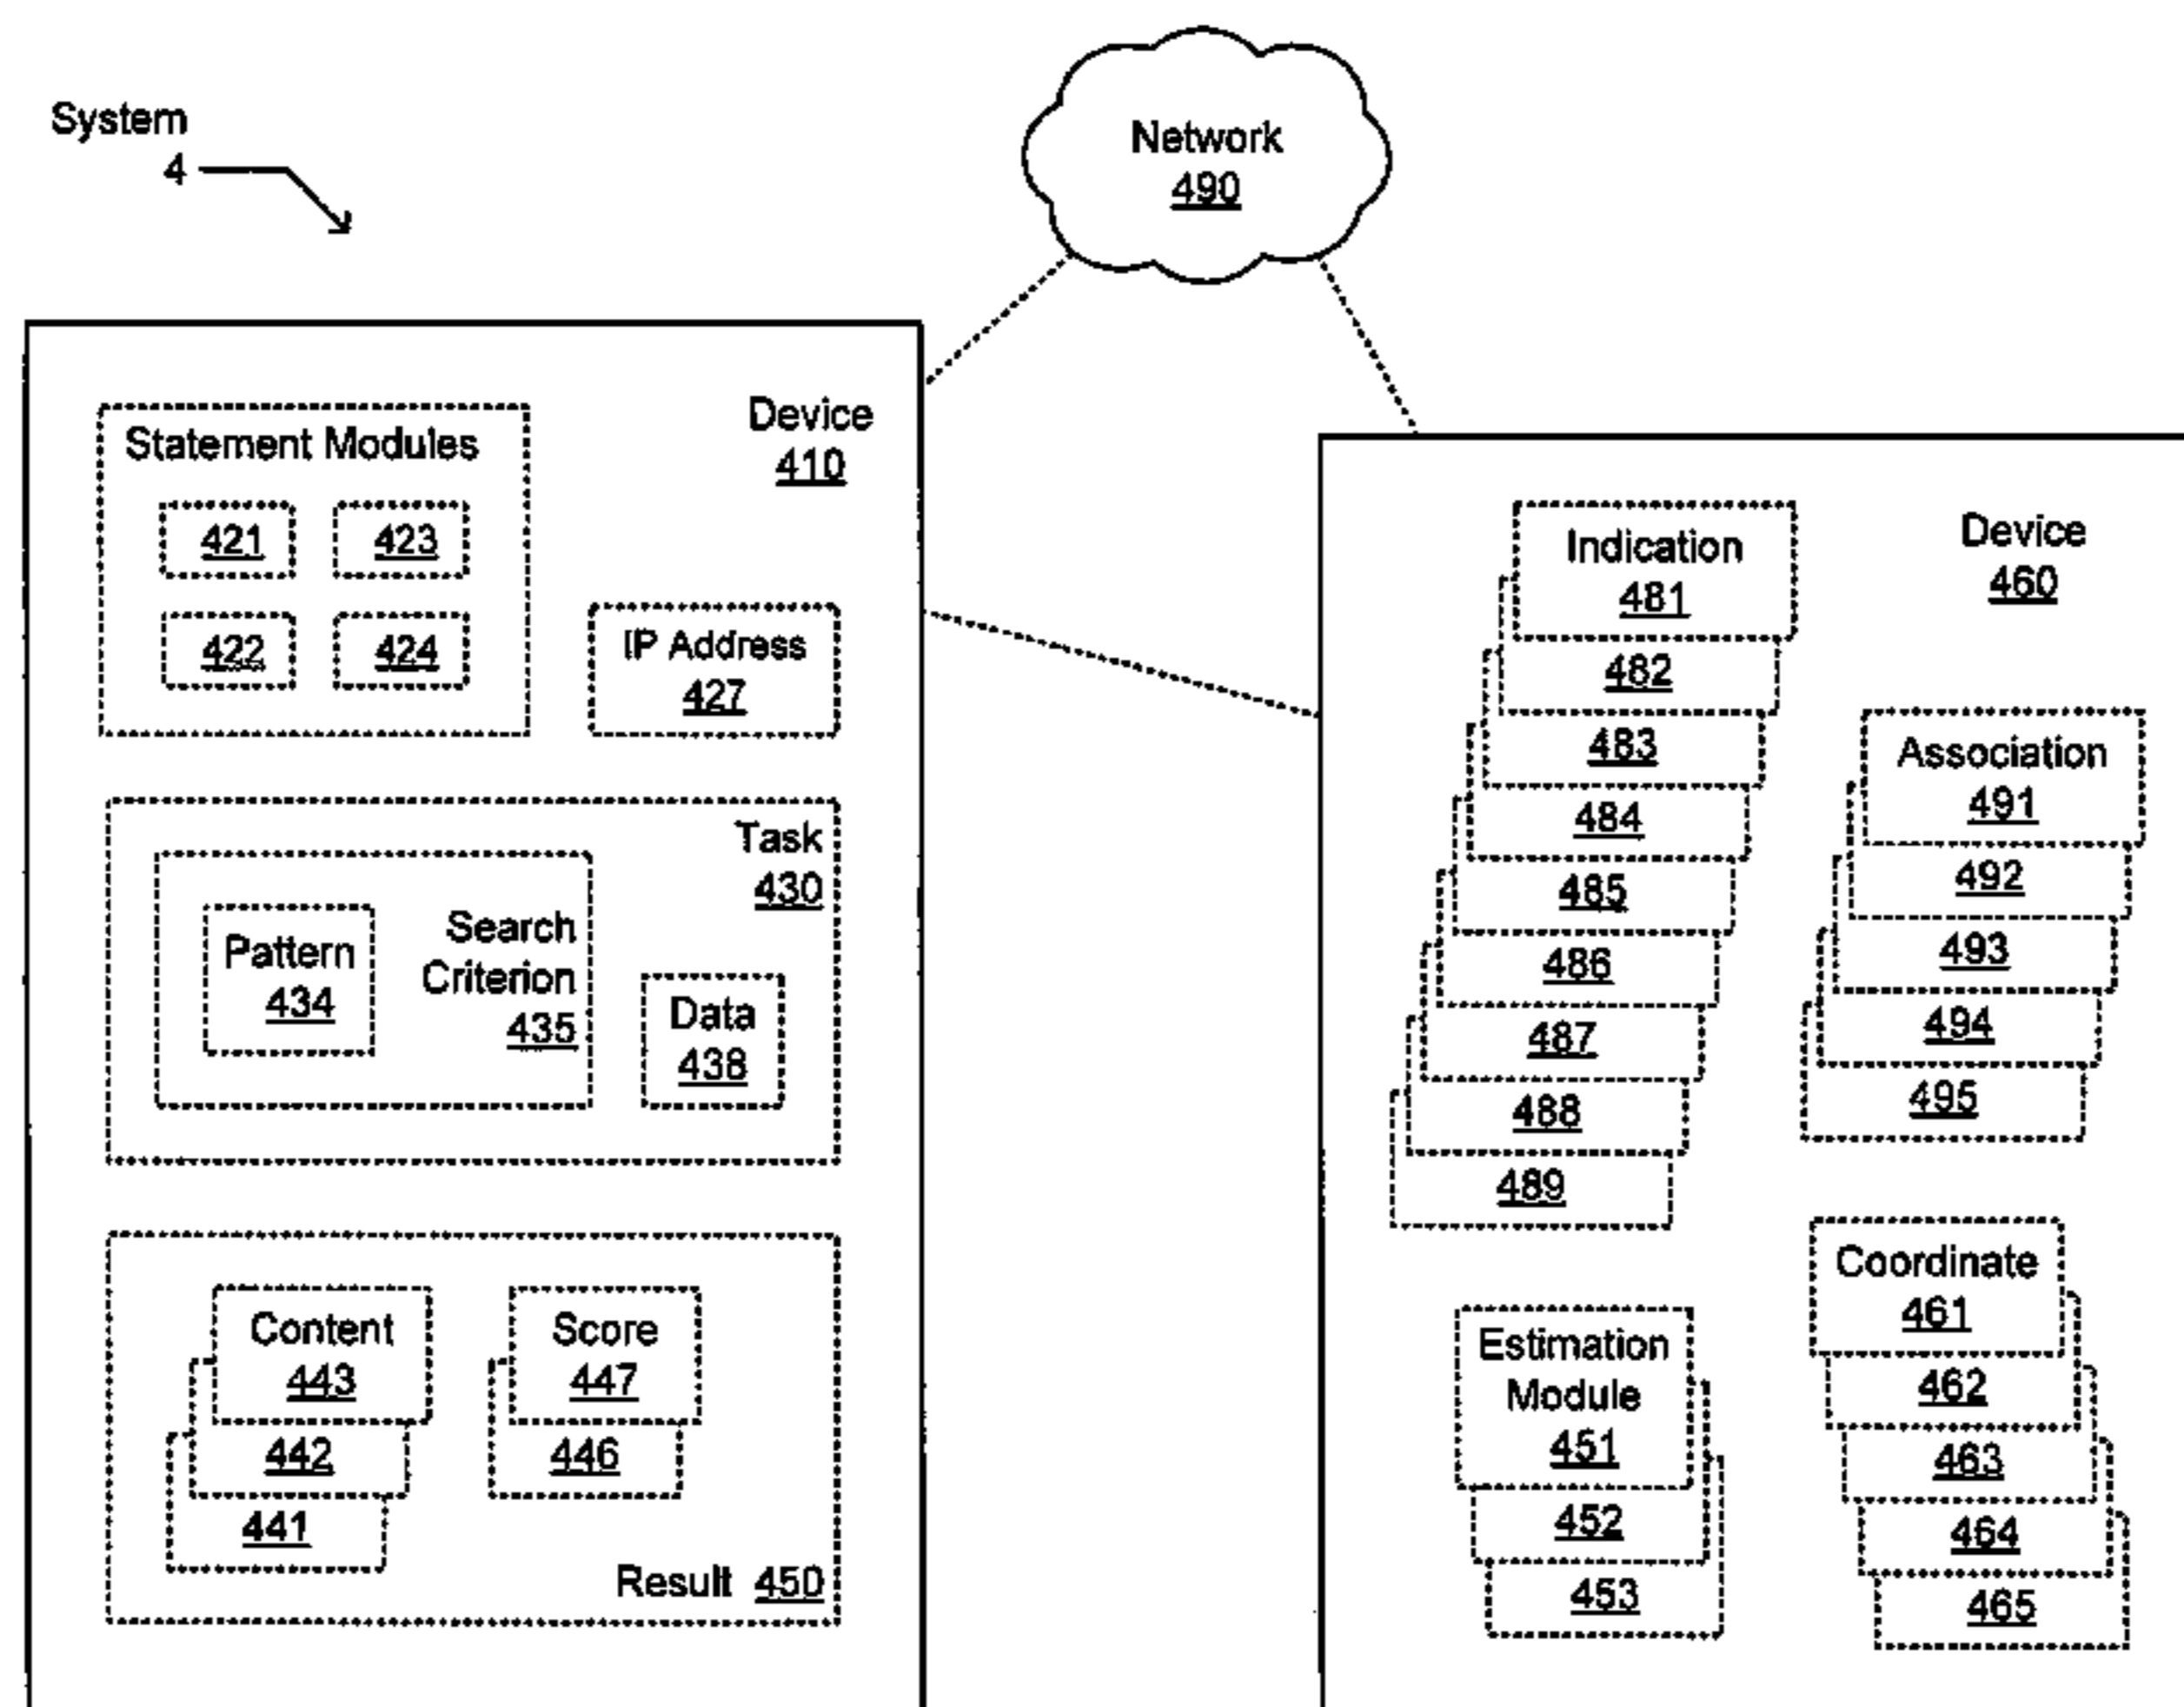 System
4
Network
490
Device
410
Statement Modules
421
423
422
424
IP Address
427
Task
430
Search
Criterion
435
Pattern
434
Data
438
Content
443
442
441
Score
447
446
Result 450
Device
460
Indication
481
482
483
484
485
486
487
488
489
Association
491
492
493
494
495
Estimation
Module
451
452
453
Coordinate
461
462
463
464
465